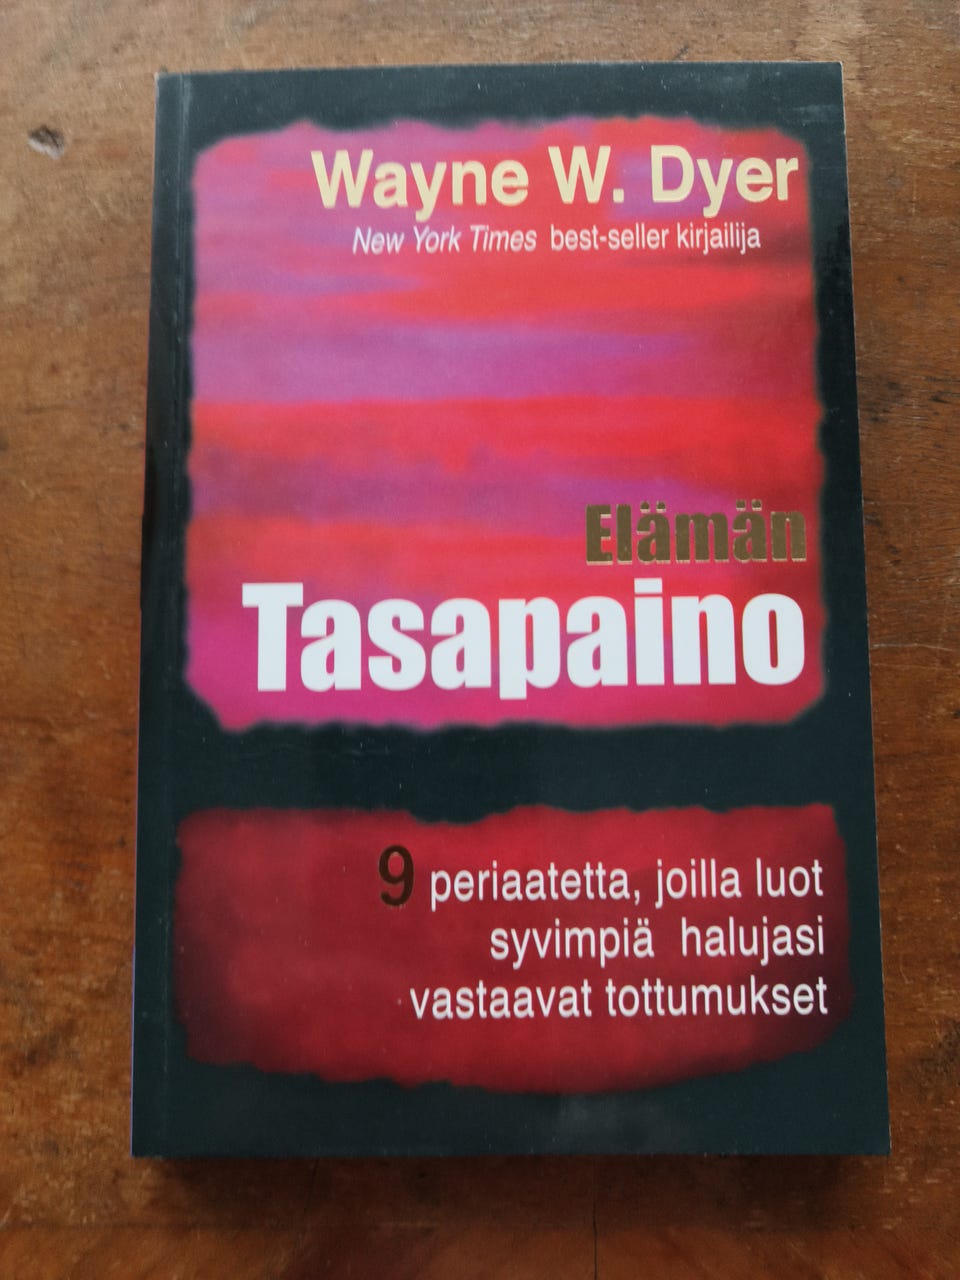 Wayne W. Dyer
New York Times best-seller kirjailija
Elämän
Tasapaino
9 periaatetta, joilla luot
syvimpiä halujasi
vastaavat tottumukset